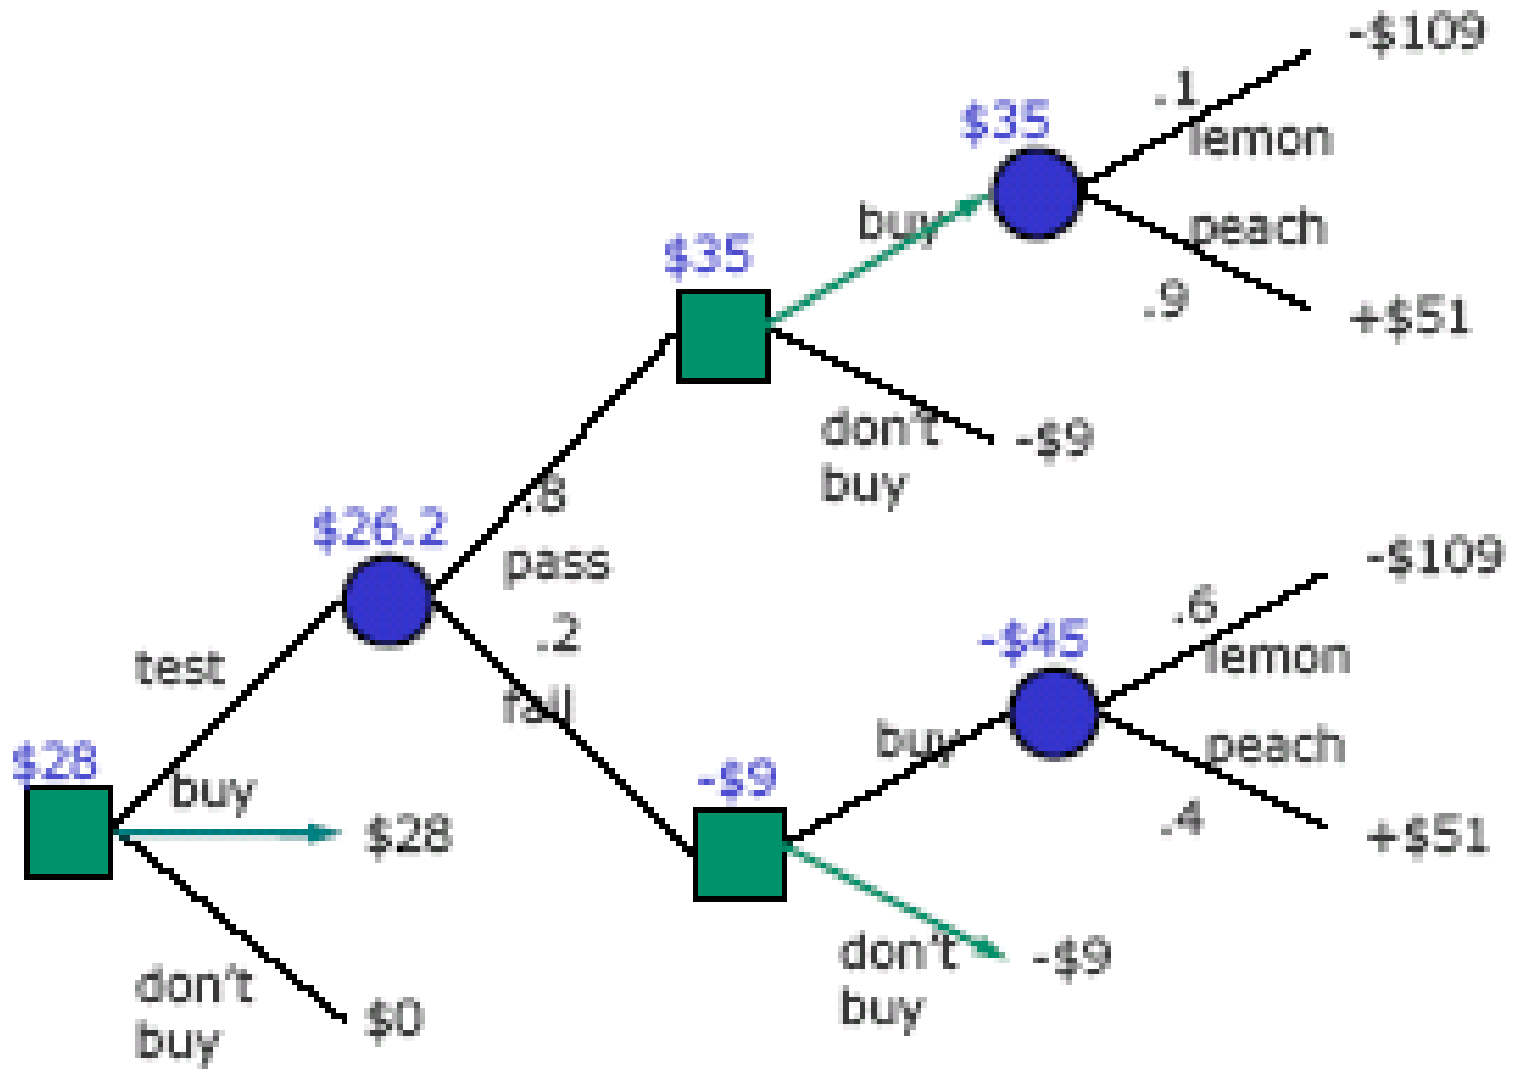 -$109
.1
lemon
$35
buy
peach
.9
+$51
$35
don't
buy
-$9
.8
pass
$26.2
.2
fail
-$109
.6
lemon
-$45
buy
peach
.4
+$51
-$9
don't
buy
-$9
test
$28
buy
$28
don't
buy
$0